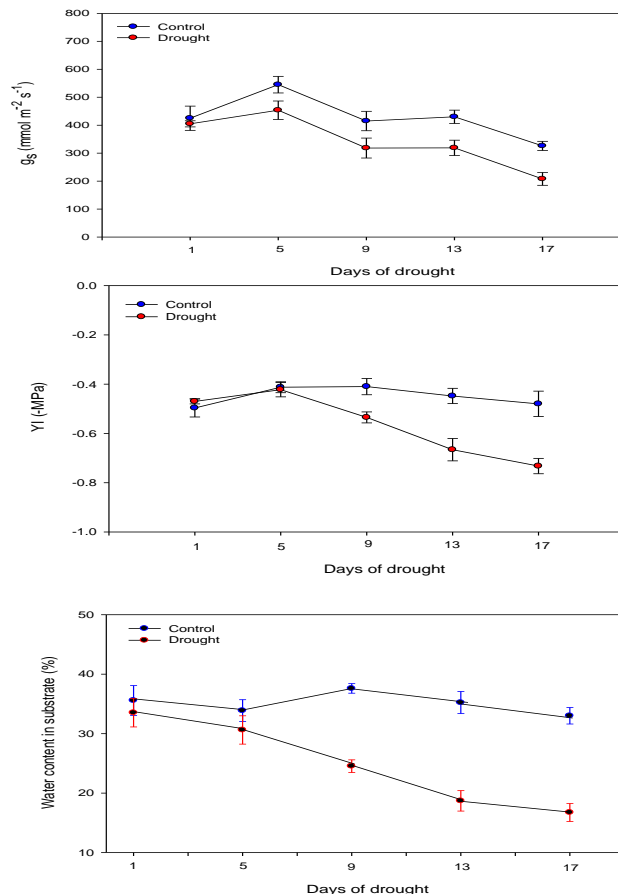 800
700
600
500
400
300
200
100
0
gs (mmol m-2 s-1)
Control
Drought
1 5 9 13 17
Days of drought
0.0
-0.2
-0.4
-0.6
-0.8
-1.0
Yl (-MPa)
Control
Drought
1 5 9 13 17
Days of drought
50
40
30
20
10
Water content in substrate (%)
Control
Drought
1 5 9 13 17
Days of drought